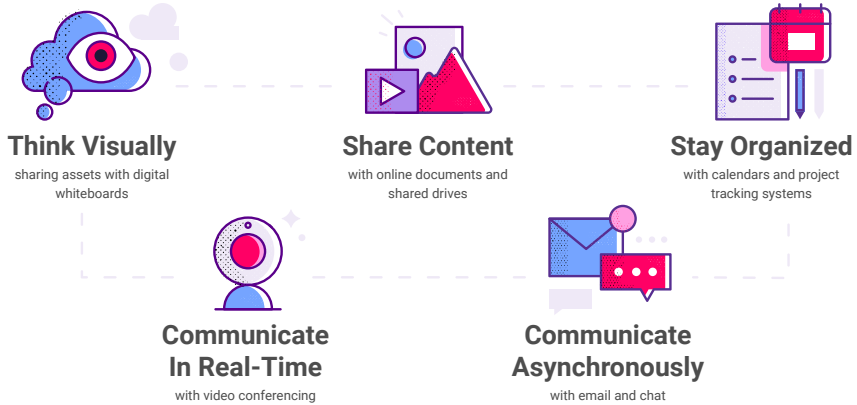 Think Visually
sharing assets with digital
whiteboards
Share Content
with online documents and
shared drives
Stay Organized
with calendars and project
tracking systems
Communicate
In Real-Time
with video conferencing
Communicate
Asynchronously
with email and chat